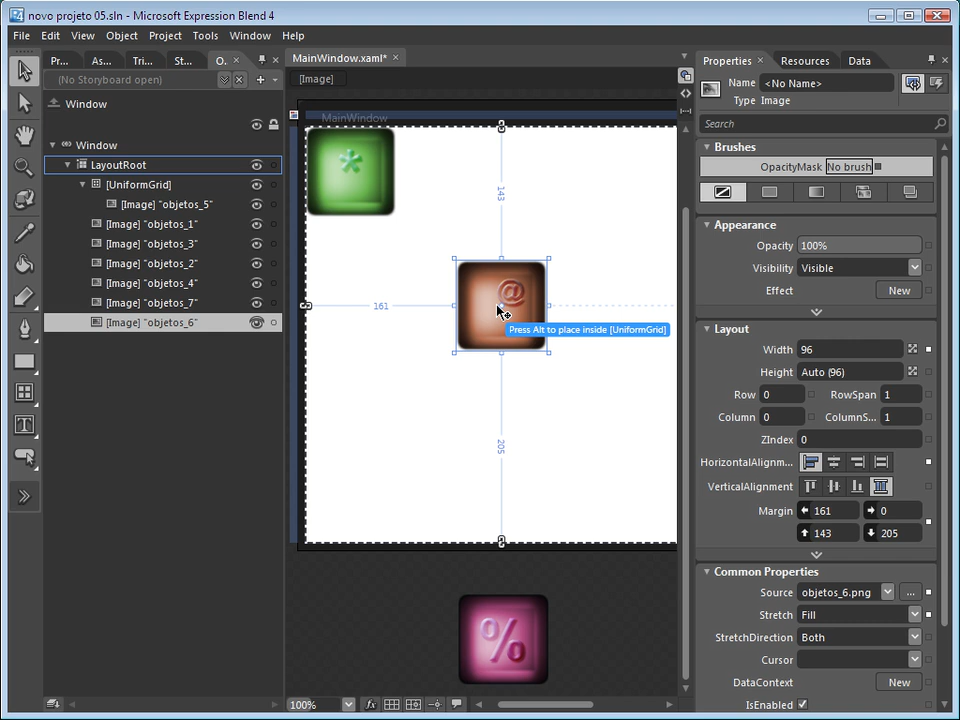 novo projeto 05.sln - Microsoft Expression Blend 4
File Edit View Object Project Tools Window Help
Pr... As... Tri... St... O.
(No Storyboard open)
Window
Window
LayoutRoot
[UniformGrid]
[Image] "objetos_5"
[Image] "objetos_1"
[Image] "objetos_3"
[Image] "objetos_2"
[Image] "objetos_4"
[Image] "objetos_7"
[Image] "objetos_6"
MainWindow.xaml*
[Image]
MainWindow
*
143
161
@
Press Alt to place inside [UniformGrid]
205
%
100%
fx
Properties Resources Data
Name <No Name>
Type Image
Search
Brushes
OpacityMask No brush
Appearance
Opacity 100%
Visibility Visible
Effect New
Layout
Width 96
Height Auto (96)
Row 0 RowSpan 1
Column 0 ColumnS... 1
ZIndex 0
HorizontalAlignm...
VerticalAlignment
Margin 161 0
143 205
Common Properties
Source objetos_6.png ...
Stretch Fill
StretchDirection Both
Cursor
DataContext New
IsEnabled